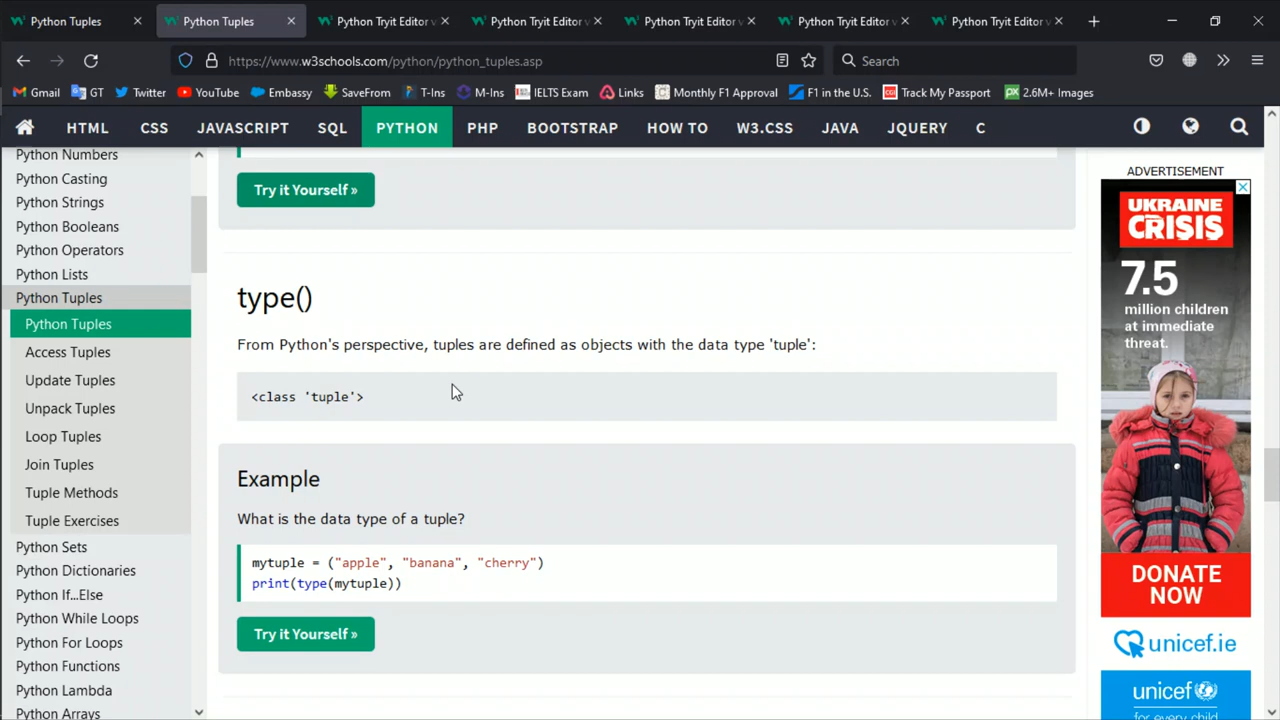 Python Tuples
Python Tuples
Python Tryit Editor v
Python Tryit Editor v
Python Tryit Editor v
Python Tryit Editor v
Python Tryit Editor v
https://www.w3schools.com/python/python_tuples.asp
Search
Gmail
GT
Twitter
YouTube
Embassy
SaveFrom
T-Ins
M-Ins
IELTS Exam
Links
Monthly F1 Approval
F1 in the U.S.
Track My Passport
2.6M+ Images
HTML
CSS
JAVASCRIPT
SQL
PYTHON
PHP
BOOTSTRAP
HOW TO
W3.CSS
JAVA
JQUERY
C
Python Numbers
Python Casting
Python Strings
Python Booleans
Python Operators
Python Lists
Python Tuples
Python Tuples
Access Tuples
Update Tuples
Unpack Tuples
Loop Tuples
Join Tuples
Tuple Methods
Tuple Exercises
Python Sets
Python Dictionaries
Python If...Else
Python While Loops
Python For Loops
Python Functions
Python Lambda
Python Arrays
Try it Yourself »
type()
From Python's perspective, tuples are defined as objects with the data type 'tuple':
<class 'tuple'>
Example
What is the data type of a tuple?
mytuple = ("apple", "banana", "cherry")
print(type(mytuple))
Try it Yourself »
ADVERTISEMENT
UKRAINE
CRISIS
7.5
million children
at immediate
threat.
DONATE
NOW
unicef.ie
unicef
for every child